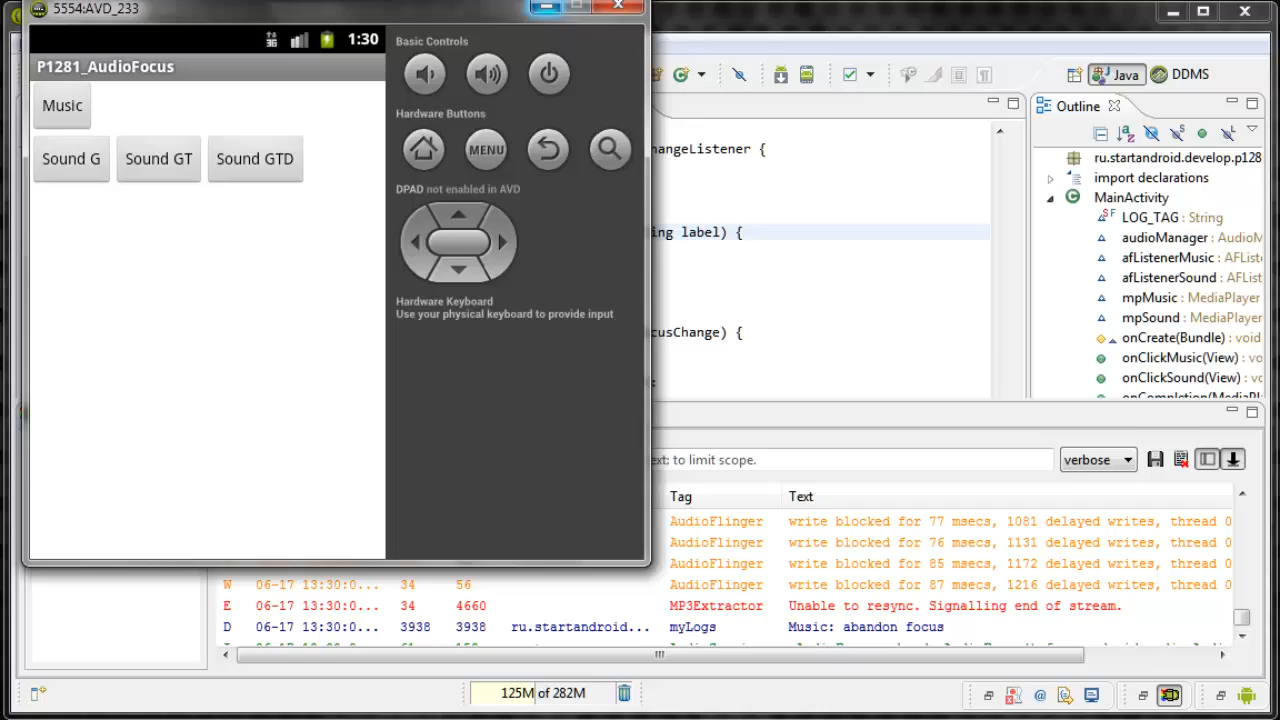 5554:AVD_233
1:30
P1281_AudioFocus
Music
Sound G
Sound GT
Sound GTD
Basic Controls
Hardware Buttons
MENU
DPAD not enabled in AVD
Hardware Keyboard
Use your physical keyboard to provide input
Java
DDMS
hangeListener {
ing label) {
cusChange) {
Outline
ru.startandroid.develop.p128
import declarations
MainActivity
LOG_TAG : String
audioManager : AudioM
afListenerMusic : AFListe
afListenerSound : AFListe
mpMusic : MediaPlayer
mpSound : MediaPlayer
onCreate(Bundle) : void
onClickMusic(View) : vo
onClickSound(View) : vo
onCompletion(MediaPl
ext: to limit scope.
verbose
Tag Text
AudioFlinger write blocked for 77 msecs, 1081 delayed writes, thread 0
AudioFlinger write blocked for 76 msecs, 1131 delayed writes, thread 0
AudioFlinger write blocked for 85 msecs, 1172 delayed writes, thread 0
W 06-17 13:30:0... 34 56 AudioFlinger write blocked for 87 msecs, 1216 delayed writes, thread 0
E 06-17 13:30:0... 34 4660 MP3Extractor Unable to resync. Signalling end of stream.
D 06-17 13:30:0... 3938 3938 ru.startandroid... myLogs Music: abandon focus
125M of 282M